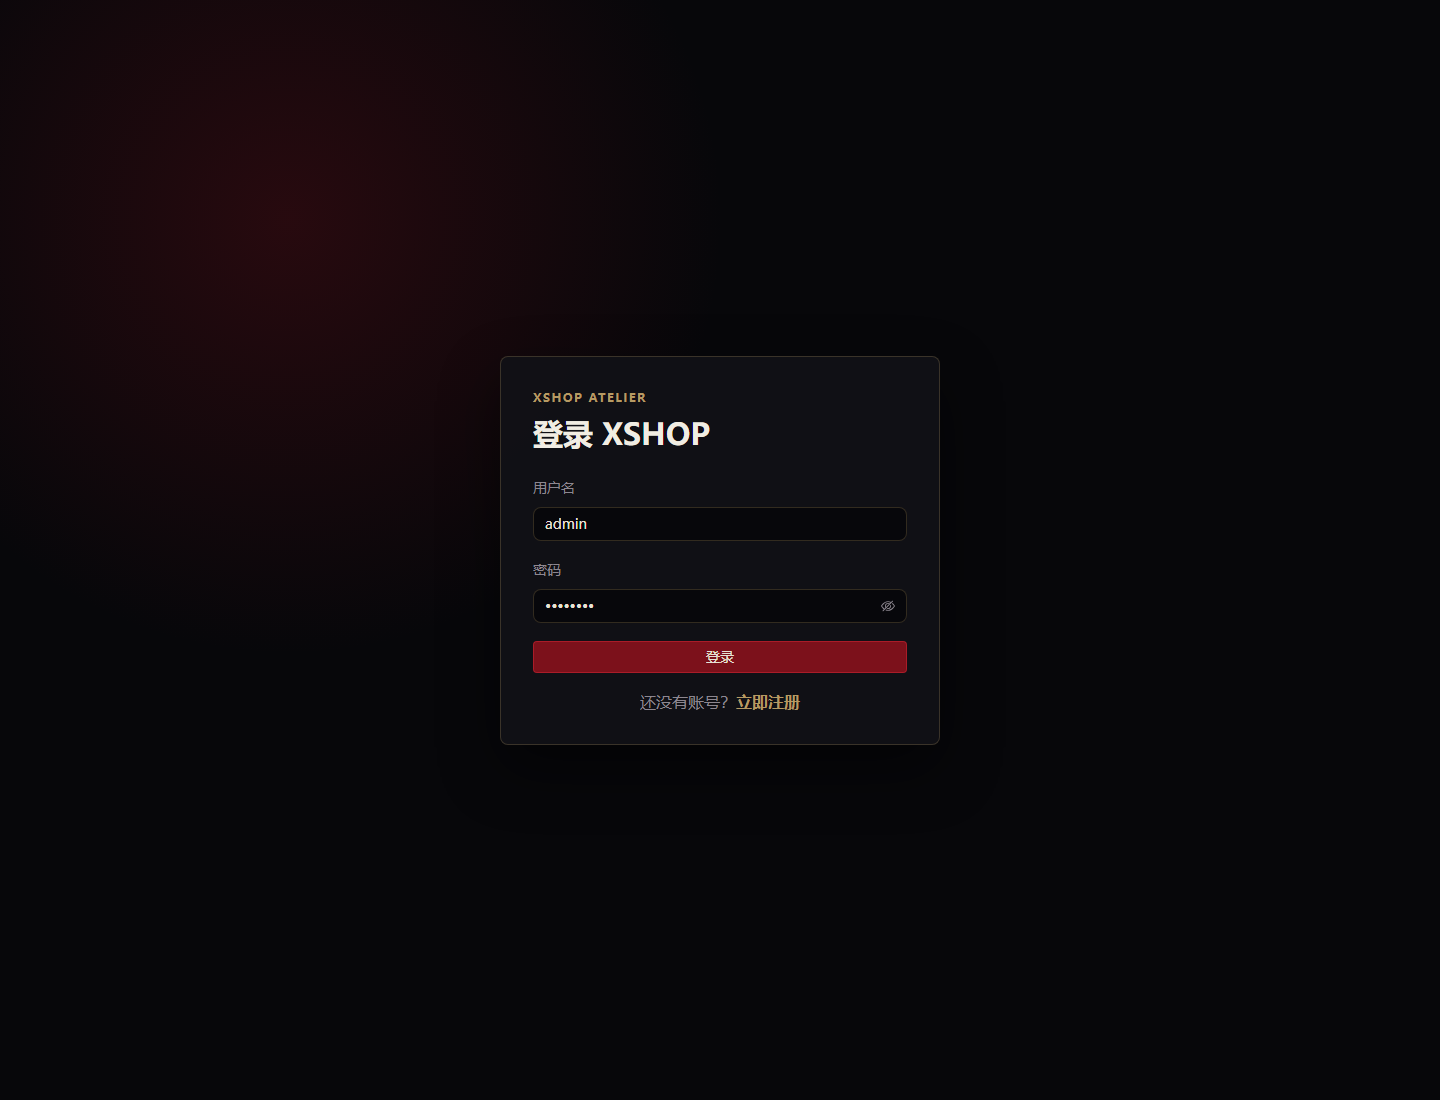 XSHOP ATELIER
登录 XSHOP
用户名
admin
密码
••••••••
登录
还没有账号？立即注册